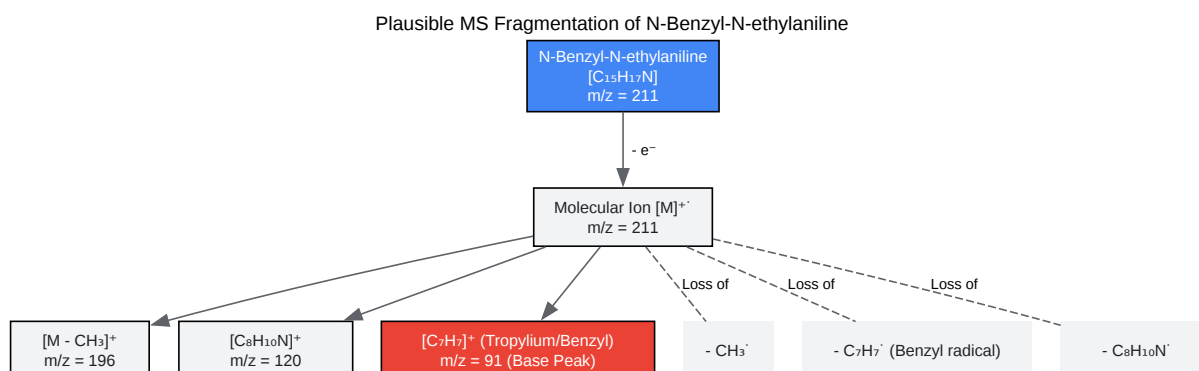 Plausible MS Fragmentation of N-Benzyl-N-ethylaniline
N-Benzyl-N-ethylaniline
[C₁₅H₁₇N]
m/z = 211
- e⁻
Molecular Ion [M]⁺˙
m/z = 211
Loss of
Loss of
Loss of
[M - CH₃]⁺
m/z = 196
[C₈H₁₀N]⁺
m/z = 120
[C₇H₇]⁺ (Tropylium/Benzyl)
m/z = 91 (Base Peak)
- CH₃˙
- C₇H₇˙ (Benzyl radical)
- C₈H₁₀N˙